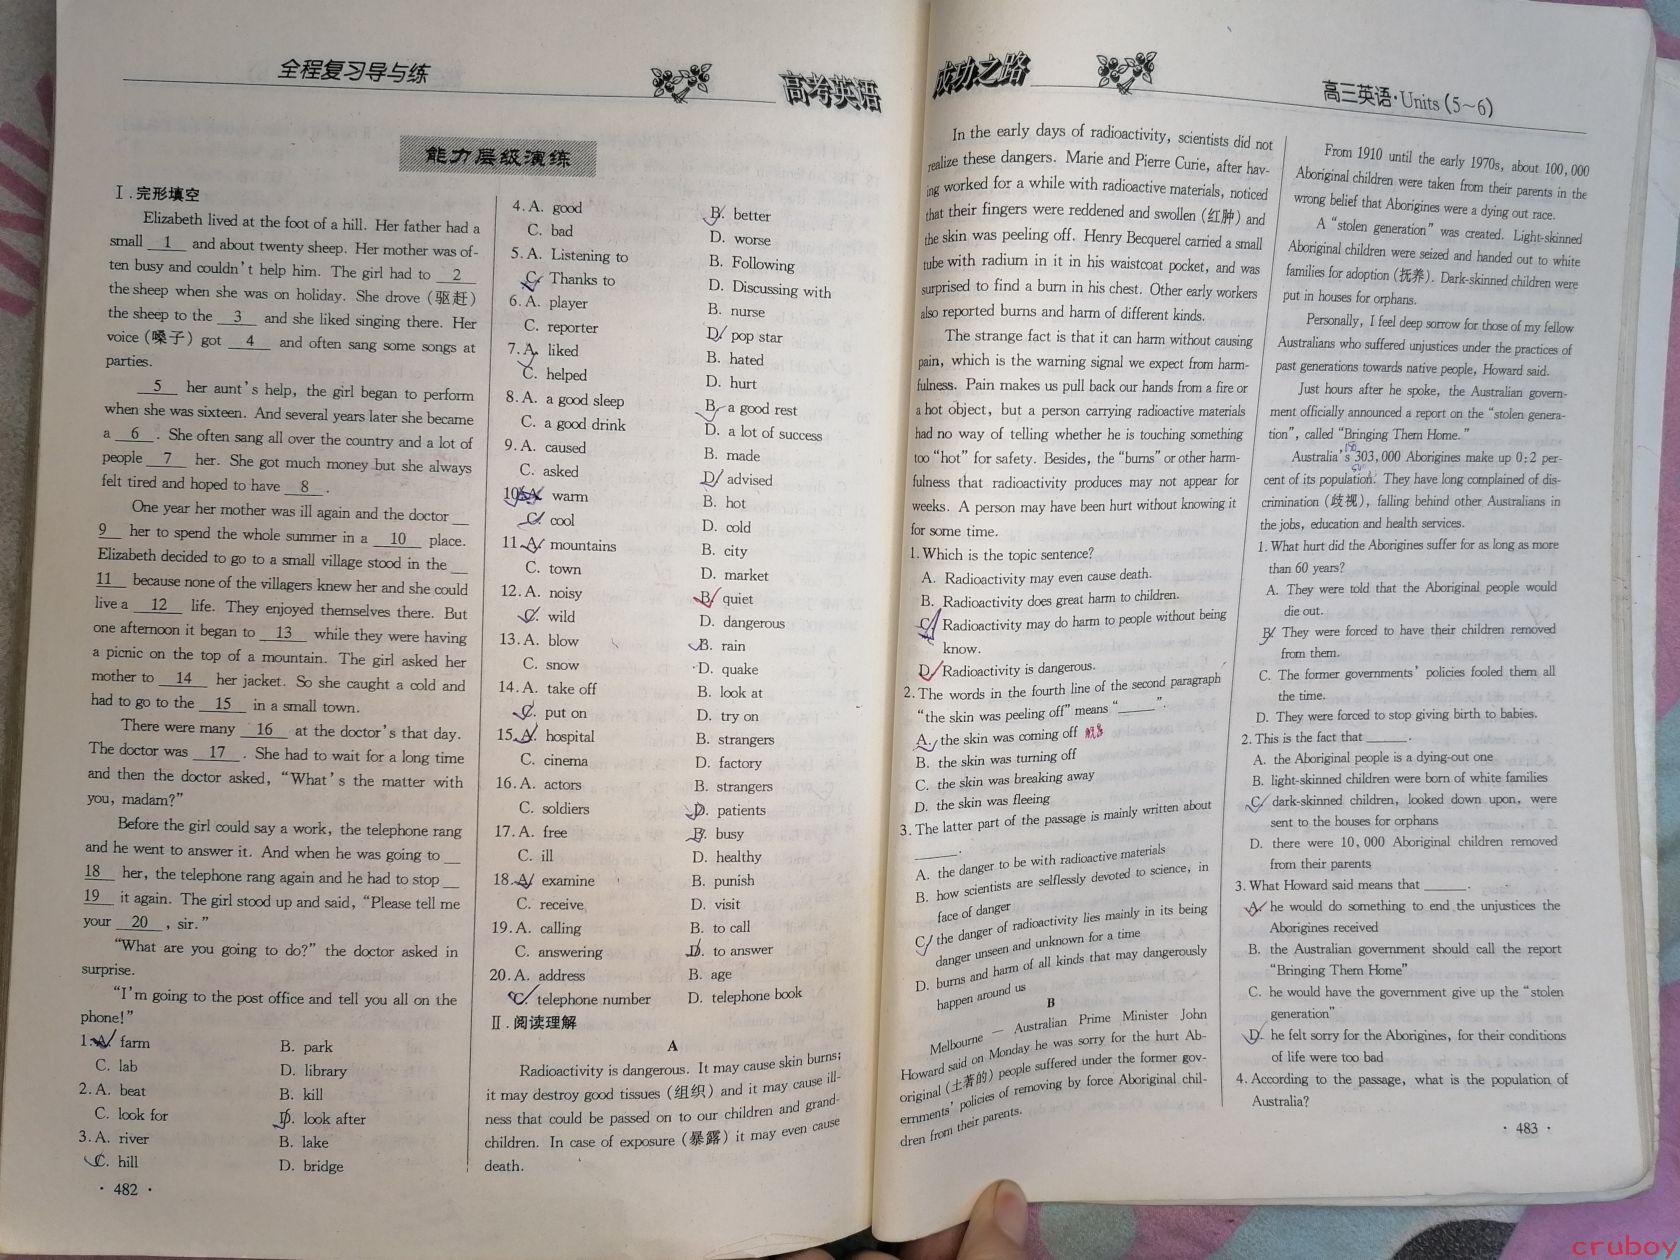 全程复习导与练
高考英语
能力层级演练
Ⅰ.完形填空
Elizabeth lived at the foot of a hill. Her father had a
small 1 and about twenty sheep. Her mother was of-
ten busy and couldn't help him. The girl had to 2
the sheep when she was on holiday. She drove (驱赶)
the sheep to the 3 and she liked singing there. Her
voice (嗓子) got 4 and often sang some songs at
parties.
5 her aunt's help, the girl began to perform
when she was sixteen. And several years later she became
a 6 . She often sang all over the country and a lot of
people 7 her. She got much money but she always
felt tired and hoped to have 8 .
One year her mother was ill again and the doctor
9 her to spend the whole summer in a 10 place.
Elizabeth decided to go to a small village stood in the
11 because none of the villagers knew her and she could
live a 12 life. They enjoyed themselves there. But
one afternoon it began to 13 while they were having
a picnic on the top of a mountain. The girl asked her
mother to 14 her jacket. So she caught a cold and
had to go to the 15 in a small town.
There were many 16 at the doctor's that day.
The doctor was 17 . She had to wait for a long time
and then the doctor asked, "What's the matter with
you, madam?"
Before the girl could say a work, the telephone rang
and he went to answer it. And when he was going to
18 her, the telephone rang again and he had to stop
19 it again. The girl stood up and said, "Please tell me
your 20 , sir."
"What are you going to do?" the doctor asked in
surprise.
"I'm going to the post office and tell you all on the
phone!"
1. A. farm B. park
C. lab D. library
2. A. beat B. kill
C. look for D. look after
3. A. river B. lake
C. hill D. bridge
· 482 ·
4. A. good B. better
C. bad D. worse
5. A. Listening to B. Following
C. Thanks to D. Discussing with
6. A. player B. nurse
C. reporter D. pop star
7. A. liked B. hated
C. helped D. hurt
8. A. a good sleep B. a good rest
C. a good drink D. a lot of success
9. A. caused B. made
C. asked D. advised
10. A. warm B. hot
C. cool D. cold
11. A. mountains B. city
C. town D. market
12. A. noisy B. quiet
C. wild D. dangerous
13. A. blow B. rain
C. snow D. quake
14. A. take off B. look at
C. put on D. try on
15. A. hospital B. strangers
C. cinema D. factory
16. A. actors B. strangers
C. soldiers D. patients
17. A. free B. busy
C. ill D. healthy
18. A. examine B. punish
C. receive D. visit
19. A. calling B. to call
C. answering D. to answer
20. A. address B. age
C. telephone number D. telephone book
Ⅱ.阅读理解
A
Radioactivity is dangerous. It may cause skin burns;
it may destroy good tissues (组织) and it may cause ill-
ness that could be passed on to our children and grand-
children. In case of exposure (暴露) it may even cause
death.
成功之路
高三英语·Units (5~6)
In the early days of radioactivity, scientists did not
realize these dangers. Marie and Pierre Curie, after hav-
ing worked for a while with radioactive materials, noticed
that their fingers were reddened and swollen (红肿) and
the skin was peeling off. Henry Becquerel carried a small
tube with radium in it in his waistcoat pocket, and was
surprised to find a burn in his chest. Other early workers
also reported burns and harm of different kinds.
The strange fact is that it can harm without causing
pain, which is the warning signal we expect from harm-
fulness. Pain makes us pull back our hands from a fire or
a hot object, but a person carrying radioactive materials
had no way of telling whether he is touching something
too "hot" for safety. Besides, the "burns" or other harm-
fulness that radioactivity produces may not appear for
weeks. A person may have been hurt without knowing it
for some time.
1. Which is the topic sentence?
A. Radioactivity may even cause death.
B. Radioactivity does great harm to children.
C. Radioactivity may do harm to people without being
know.
D. Radioactivity is dangerous.
2. The words in the fourth line of the second paragraph
"the skin was peeling off" means "______".
A. the skin was coming off
B. the skin was turning off
C. the skin was breaking away
D. the skin was fleeing
3. The latter part of the passage is mainly written about
______.
A. the danger to be with radioactive materials
B. how scientists are selflessly devoted to science, in
face of danger
C. the danger of radioactivity lies mainly in its being
danger unseen and unknown for a time
D. burns and harm of all kinds that may dangerously
happen around us
B
Melbourne — Australian Prime Minister John
Howard said on Monday he was sorry for the hurt Ab-
original (土著的) people suffered under the former gov-
ernments' policies of removing by force Aboriginal chil-
dren from their parents.
From 1910 until the early 1970s, about 100,000
Aboriginal children were taken from their parents in the
wrong belief that Aborigines were a dying out race.
A "stolen generation" was created. Light-skinned
Aboriginal children were seized and handed out to white
families for adoption (抚养). Dark-skinned children were
put in houses for orphans.
Personally, I feel deep sorrow for those of my fellow
Australians who suffered unjustices under the practices of
past generations towards native people, Howard said.
Just hours after he spoke, the Australian govern-
ment officially announced a report on the "stolen genera-
tion", called "Bringing Them Home."
Australia's 303,000 Aborigines make up 0:2 per-
cent of its population. They have long complained of dis-
crimination (歧视), falling behind other Australians in
the jobs, education and health services.
1. What hurt did the Aborigines suffer for as long as more
than 60 years?
A. They were told that the Aboriginal people would
die out.
B. They were forced to have their children removed
from them.
C. The former governments' policies fooled them all
the time.
D. They were forced to stop giving birth to babies.
2. This is the fact that ______.
A. the Aboriginal people is a dying-out one
B. light-skinned children were born of white families
C. dark-skinned children, looked down upon, were
sent to the houses for orphans
D. there were 10,000 Aboriginal children removed
from their parents
3. What Howard said means that ______.
A. he would do something to end the unjustices the
Aborigines received
B. the Australian government should call the report
"Bringing Them Home"
C. he would have the government give up the "stolen
generation"
D. he felt sorry for the Aborigines, for their conditions
of life were too bad
4. According to the passage, what is the population of
Australia?
· 483 ·
cruboy